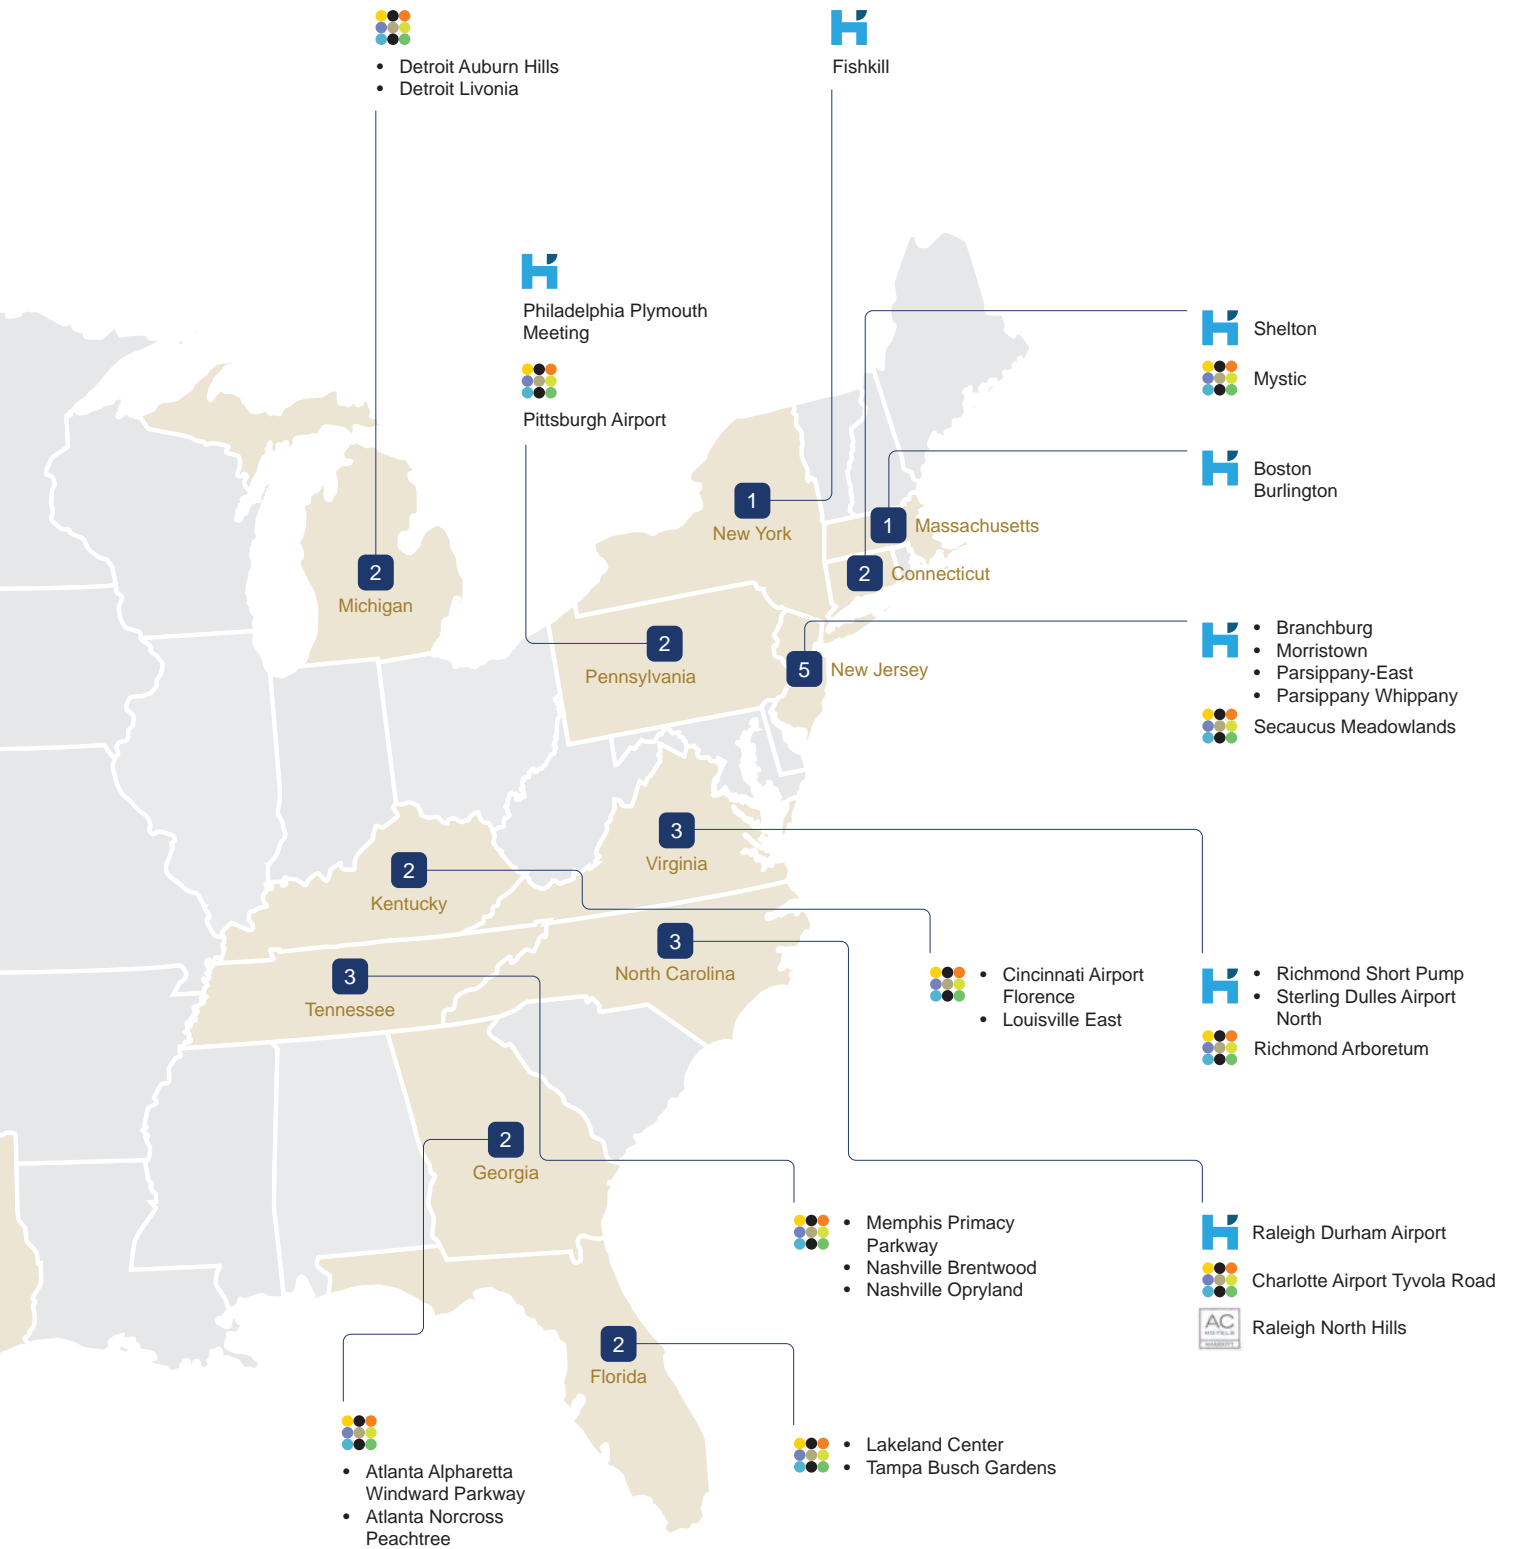 • Detroit Auburn Hills
• Detroit Livonia
Fishkill
Philadelphia Plymouth
Meeting
Pittsburgh Airport
Shelton
Mystic
Boston
Burlington
1
New York
1
Massachusetts
2
Connecticut
2
Michigan
2
Pennsylvania
5
New Jersey
• Branchburg
• Morristown
• Parsippany-East
• Parsippany Whippany
Secaucus Meadowlands
3
Virginia
2
Kentucky
3
North Carolina
3
Tennessee
• Cincinnati Airport
Florence
• Louisville East
• Richmond Short Pump
• Sterling Dulles Airport
North
Richmond Arboretum
2
Georgia
• Memphis Primacy
Parkway
• Nashville Brentwood
• Nashville Opryland
Raleigh Durham Airport
Charlotte Airport Tyvola Road
AC
HOTELS
MARRIOTT
Raleigh North Hills
2
Florida
• Lakeland Center
• Tampa Busch Gardens
• Atlanta Alpharetta
Windward Parkway
• Atlanta Norcross
Peachtree